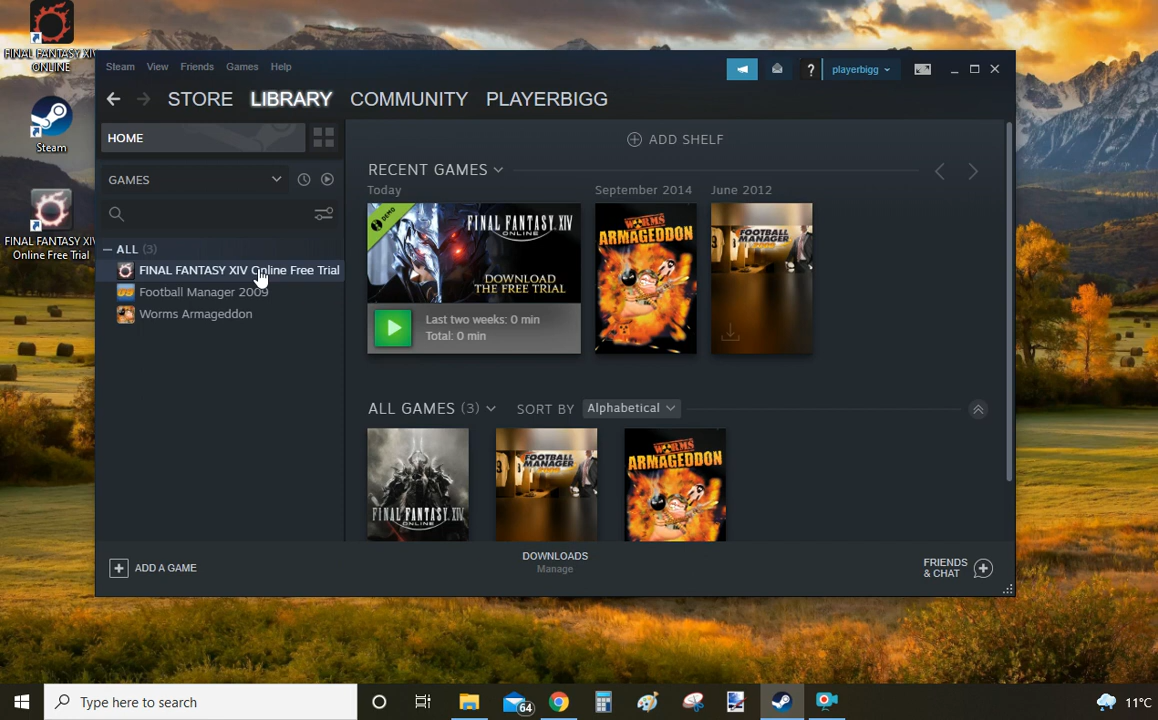 FINAL FANTASY XIV
ONLINE
Steam
FINAL FANTASY XIV
Online Free Trial
Steam View Friends Games Help
? playerbigg
STORE LIBRARY COMMUNITY PLAYERBIGG
HOME
GAMES
ALL (3)
FINAL FANTASY XIV Online Free Trial
Football Manager 2009
Worms Armageddon
ADD SHELF
RECENT GAMES
Today
September 2014
June 2012
DEMO
FINAL FANTASY XIV
ONLINE
DOWNLOAD
THE FREE TRIAL
Last two weeks: 0 min
Total: 0 min
WORMS
ARMAGEDDON
FOOTBALL
MANAGER
ALL GAMES (3) SORT BY Alphabetical
FINAL FANTASY XIV
ONLINE
FOOTBALL
MANAGER
WORMS
ARMAGEDDON
ADD A GAME
DOWNLOADS
Manage
FRIENDS
& CHAT
Type here to search
64
11°C